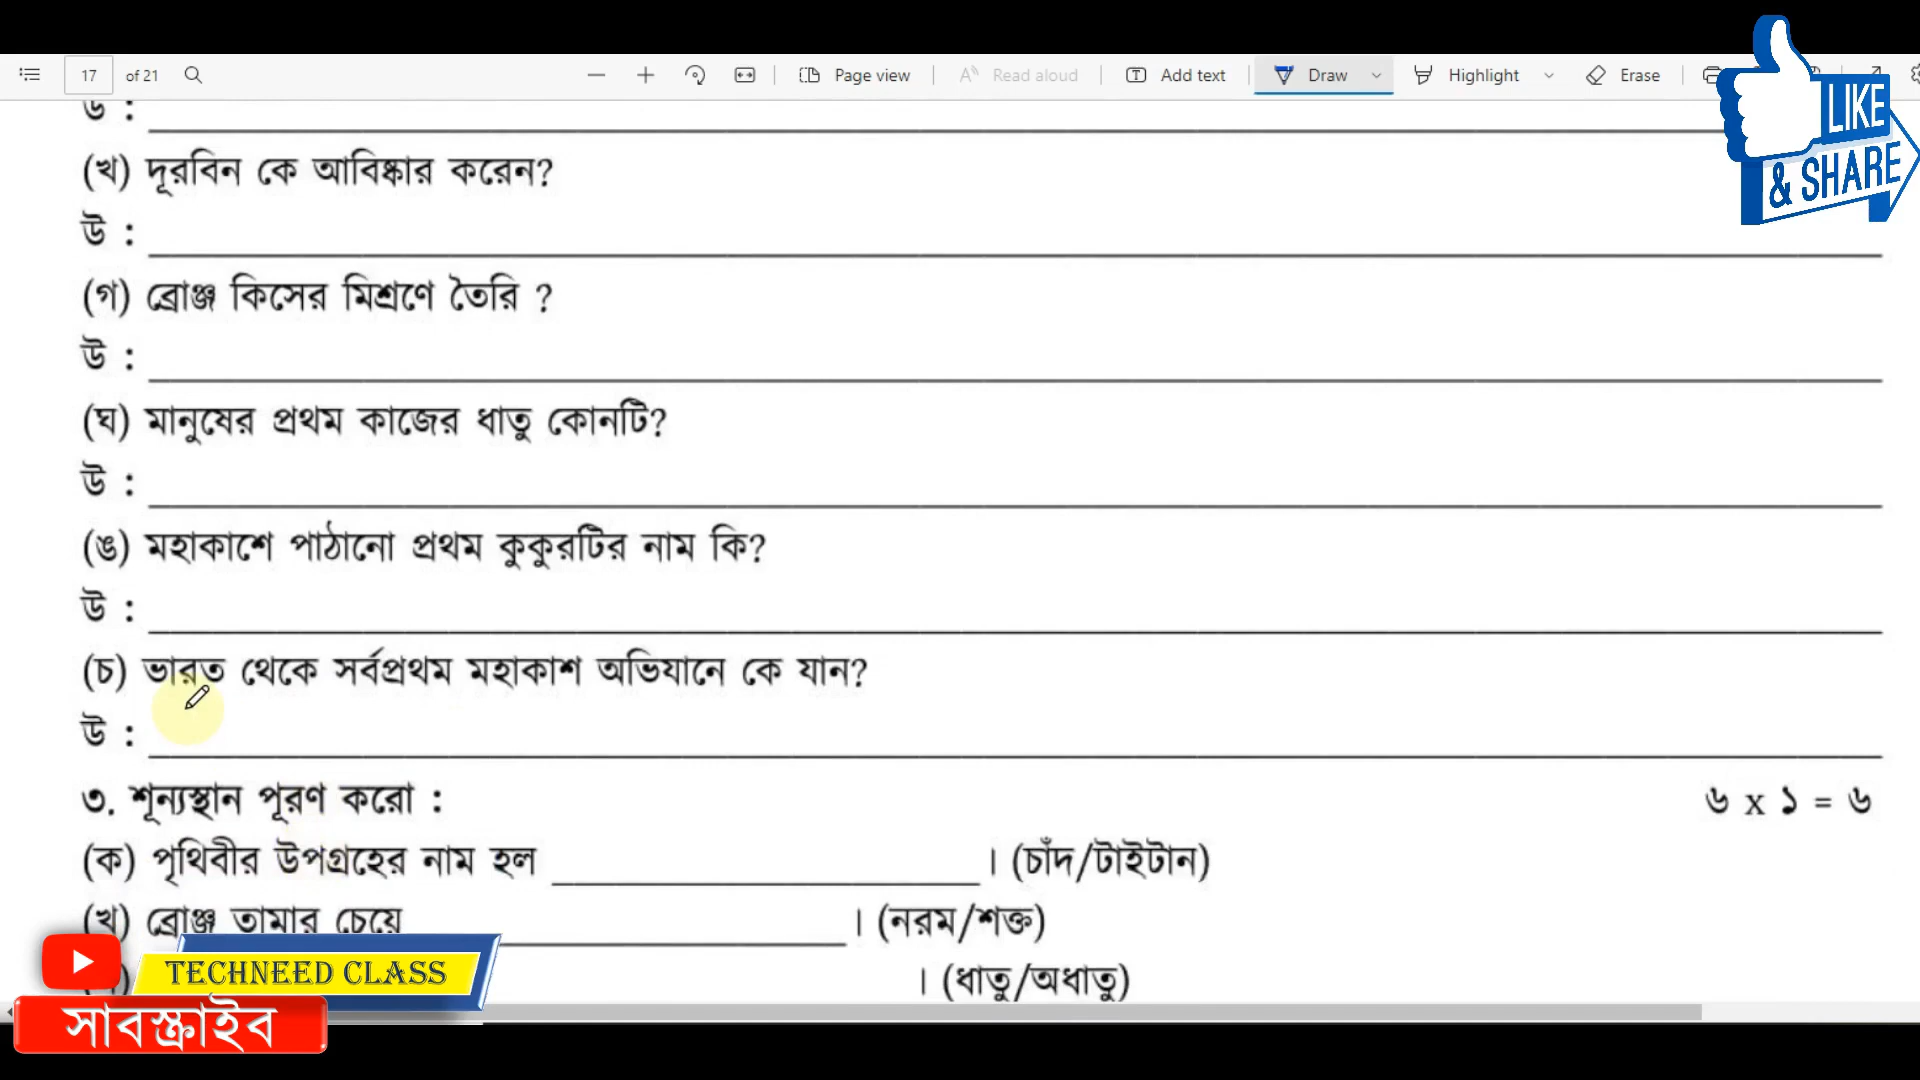 17 of 21 Page view Read aloud Add text Draw Highlight Erase
LIKE
& SHARE
উ :
(খ) দূরবিন কে আবিষ্কার করেন?
উ :
(গ) ব্রোঞ্জ কিসের মিশ্রণে তৈরি ?
উ :
(ঘ) মানুষের প্রথম কাজের ধাতু কোনটি?
উ :
(ঙ) মহাকাশে পাঠানো প্রথম কুকুরটির নাম কি?
উ :
(চ) ভারত থেকে সর্বপ্রথম মহাকাশ অভিযানে কে যান?
উ :
৩. শূন্যস্থান পূরণ করো : ৬ x ১ = ৬
(ক) পৃথিবীর উপগ্রহের নাম হল ______ । (চাঁদ/টাইটান)
(খ) ব্রোঞ্জ তামার চেয়ে ______ । (নরম/শক্ত)
। (ধাতু/অধাতু)
TECHNEED CLASS
সাবস্ক্রাইব